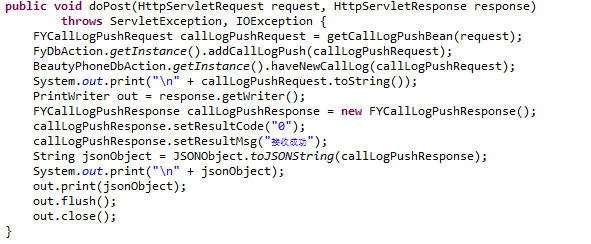 public void doPost(HttpServletRequest request, HttpServletResponse response)
throws ServletException, IOException {
FYCallLogPushRequest callLogPushRequest = getCallLogPushBean(request);
FyDbAction.getInstance().addCallLogPush(callLogPushRequest);
BeautyPhoneDbAction.getInstance().haveNewCallLog(callLogPushRequest);
System.out.print("\n" + callLogPushRequest.toString());
PrintWriter out = response.getWriter();
FYCallLogPushResponse callLogPushResponse = new FYCallLogPushResponse();
callLogPushResponse.setResultCode("0");
callLogPushResponse.setResultMsg("接收成功");
String jsonObject = JSONObject.toJSONString(callLogPushResponse);
System.out.print("\n" + jsonObject);
out.print(jsonObject);
out.flush();
out.close();
}